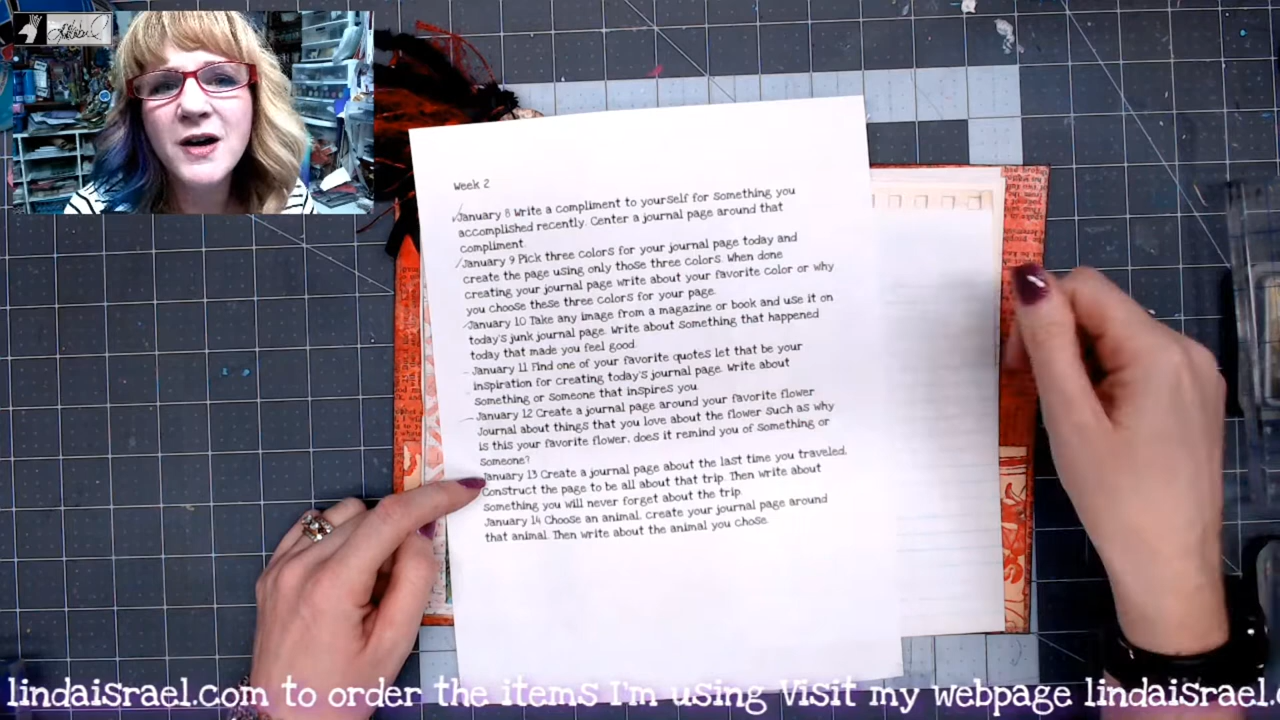 Week 2
January 8 Write a compliment to yourself for something you
accomplished recently. Center a journal page around that
compliment.
January 9 Pick three colors for your journal page today and
create the page using only those three colors. When done
creating your journal page write about your favorite color or why
you choose these three colors for your page.
January 10 Take any image from a magazine or book and use it on
today's junk journal page. Write about something that happened
today that made you feel good.
January 11 Find one of your favorite quotes let that be your
inspiration for creating today's journal page. Write about
something or someone that inspires you.
January 12 Create a journal page around your favorite flower
Journal about things that you love about the flower such as why
is this your favorite flower, does it remind you of something or
someone?
January 13 Create a journal page about the last time you traveled.
Construct the page to be all about that trip. Then write about
something you will never forget about the trip.
January 14 Choose an animal, create your journal page around
that animal. Then write about the animal you chose.
lindaisrael.com to order the items I'm using Visit my webpage lindaisrael.